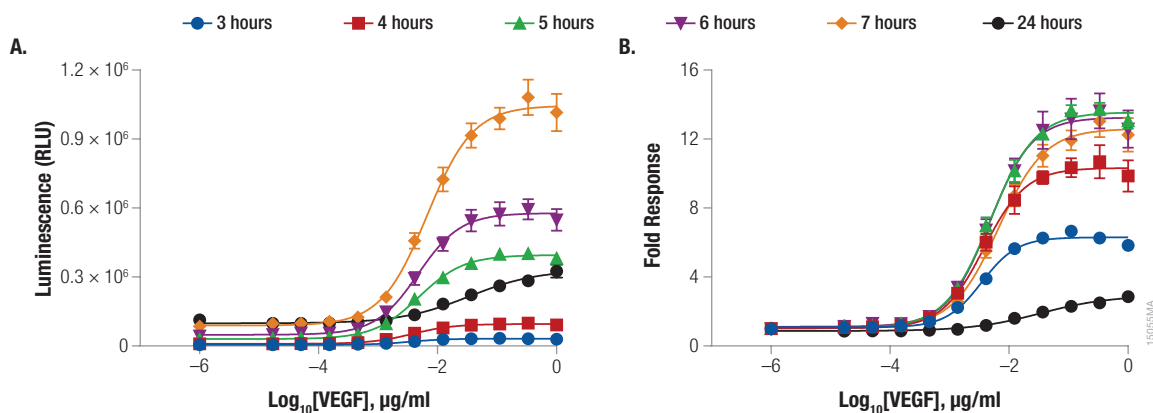 3 hours 4 hours 5 hours 6 hours 7 hours 24 hours
A.
1.2 × 10⁶
0.9 × 10⁶
0.6 × 10⁶
0.3 × 10⁶
0
Luminescence (RLU)
−6 −4 −2 0
Log₁₀[VEGF], µg/ml
B.
16
12
8
4
0
Fold Response
−6 −4 −2 0
Log₁₀[VEGF], µg/ml
15055MA